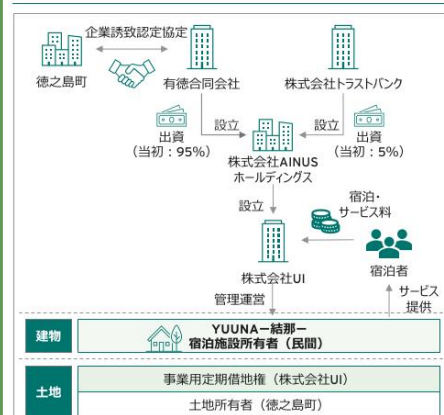 企業誘致認定協定
徳之島町
有徳合同会社
株式会社トラストバンク
設立
設立
出資
(当初：95%)
出資
(当初：5%)
株式会社AINUS
ホールディングス
設立
宿泊・
サービス料
株式会社UI
宿泊者
管理運営
サービス
提供
建物
YUUNAー結那ー
宿泊施設所有者（民間）
土地
事業用定期借地権（株式会社UI）
土地所有者（徳之島町）